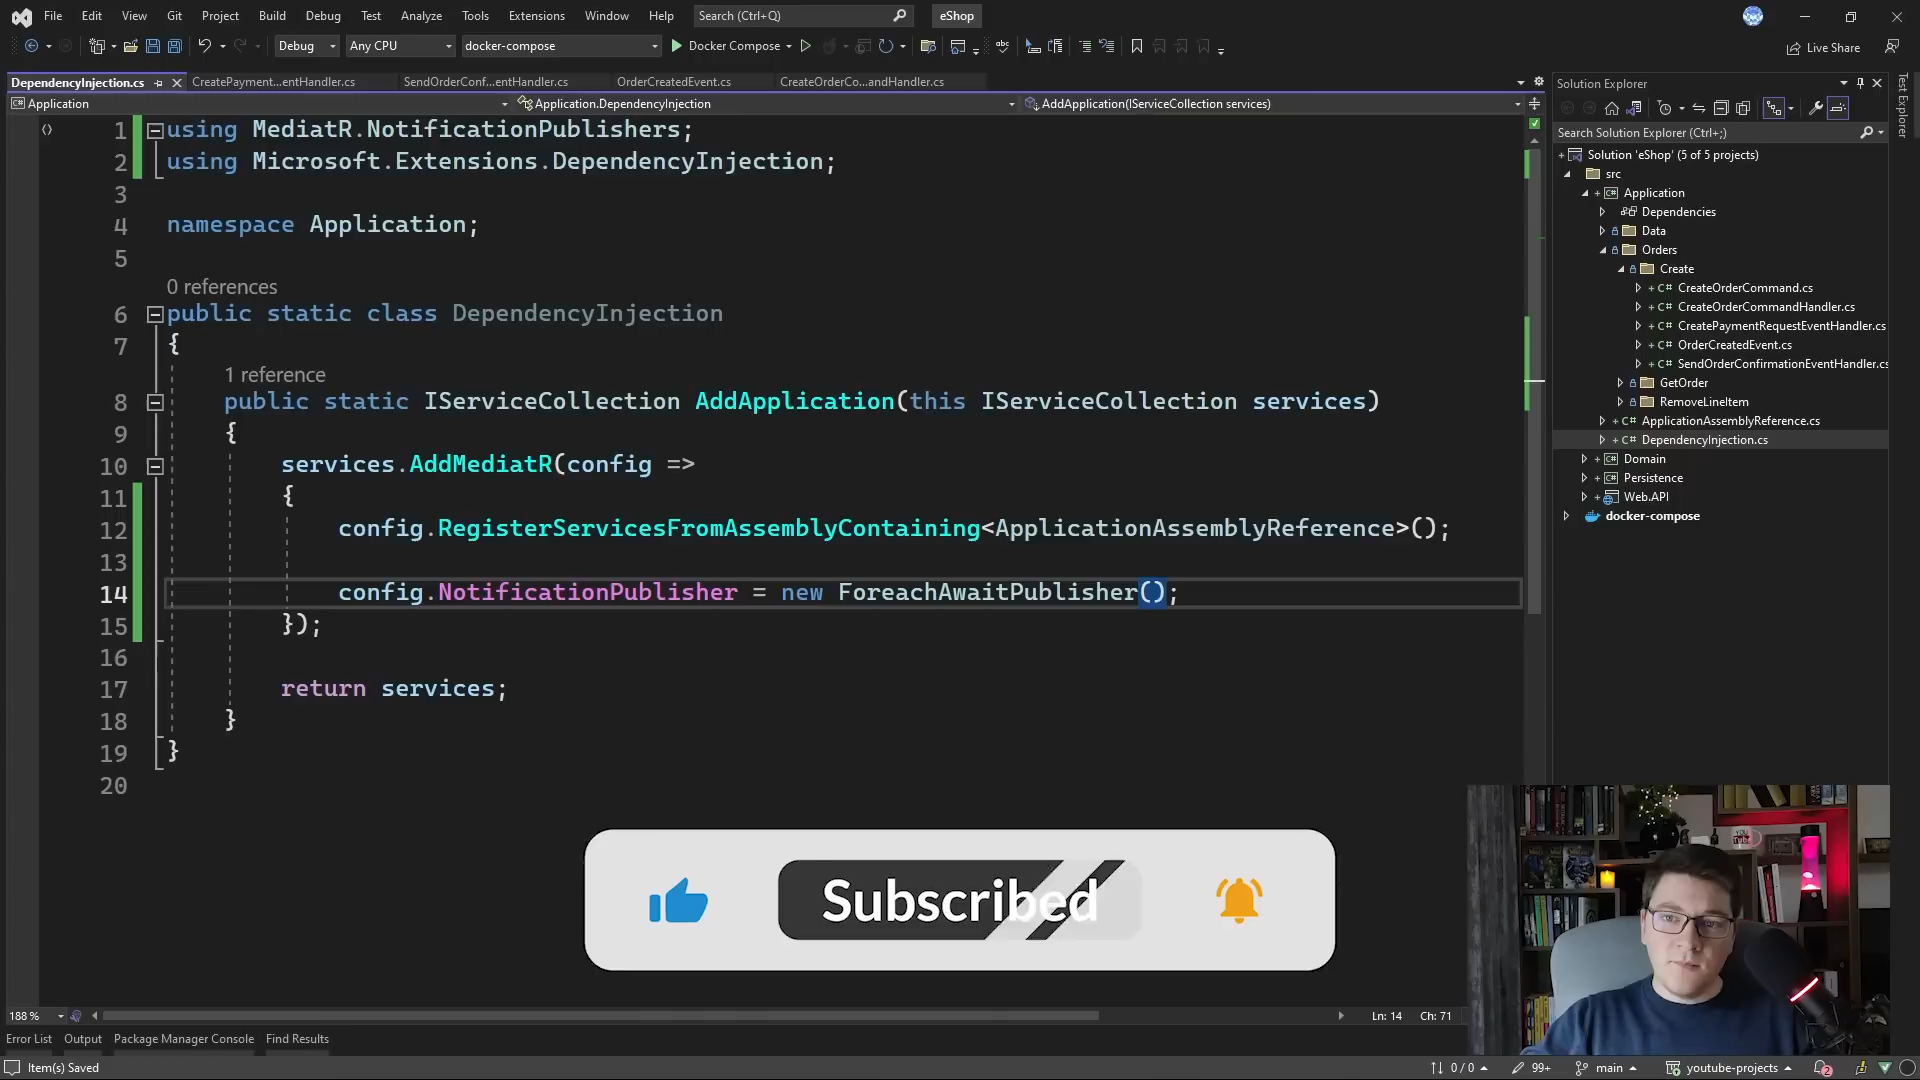 File Edit View Git Project Build Debug Test Analyze Tools Extensions Window Help Search (Ctrl+Q) eShop
Debug Any CPU docker-compose Docker Compose Live Share
DependencyInjection.cs CreatePayment...entHandler.cs SendOrderConf...entHandler.cs OrderCreatedEvent.cs CreateOrderCo...andHandler.cs
Application Application.DependencyInjection AddApplication(IServiceCollection services)
1 using MediatR.NotificationPublishers;
2 using Microsoft.Extensions.DependencyInjection;
3
4 namespace Application;
5
0 references
6 public static class DependencyInjection
7 {
1 reference
8 public static IServiceCollection AddApplication(this IServiceCollection services)
9 {
10 services.AddMediatR(config =>
11 {
12 config.RegisterServicesFromAssemblyContaining<ApplicationAssemblyReference>();
13
14 config.NotificationPublisher = new ForeachAwaitPublisher();
15 });
16
17 return services;
18 }
19 }
20
Subscribed
188 % Ln: 14 Ch: 71
Error List Output Package Manager Console Find Results
Item(s) Saved 0 / 0 99+ main youtube-projects 2
Solution Explorer
Search Solution Explorer (Ctrl+;)
Solution 'eShop' (5 of 5 projects)
src
Application
Dependencies
Data
Orders
Create
C# CreateOrderCommand.cs
C# CreateOrderCommandHandler.cs
C# CreatePaymentRequestEventHandler.cs
C# OrderCreatedEvent.cs
C# SendOrderConfirmationEventHandler.cs
GetOrder
RemoveLineItem
C# ApplicationAssemblyReference.cs
C# DependencyInjection.cs
Domain
Persistence
Web.API
docker-compose
Test Explorer